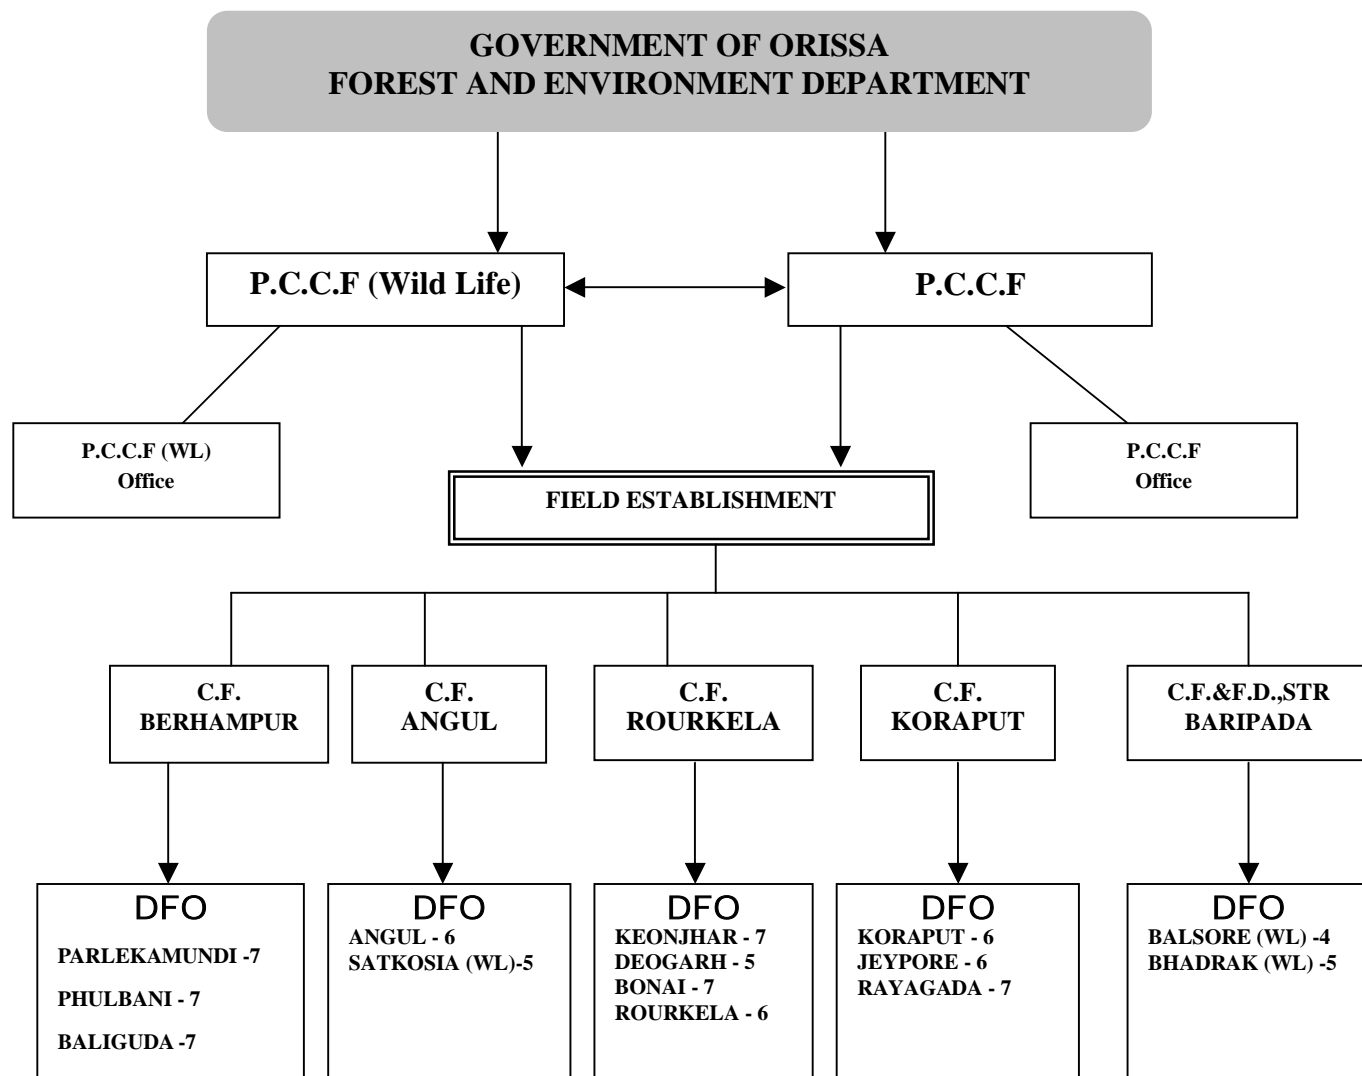 GOVERNMENT OF ORISSA
FOREST AND ENVIRONMENT DEPARTMENT
P.C.C.F (Wild Life)
P.C.C.F
P.C.C.F (WL)
Office
P.C.C.F
Office
FIELD ESTABLISHMENT
C.F.
BERHAMPUR
C.F.
ANGUL
C.F.
ROURKELA
C.F.
KORAPUT
C.F.&F.D.,STR
BARIPADA
DFO
PARLEKAMUNDI -7
PHULBANI - 7
BALIGUDA -7
DFO
ANGUL - 6
SATKOSIA (WL)-5
DFO
KEONJHAR - 7
DEOGARH - 5
BONAI - 7
ROURKELA - 6
DFO
KORAPUT - 6
JEYPORE - 6
RAYAGADA - 7
DFO
BALSORE (WL) -4
BHADRAK (WL) -5